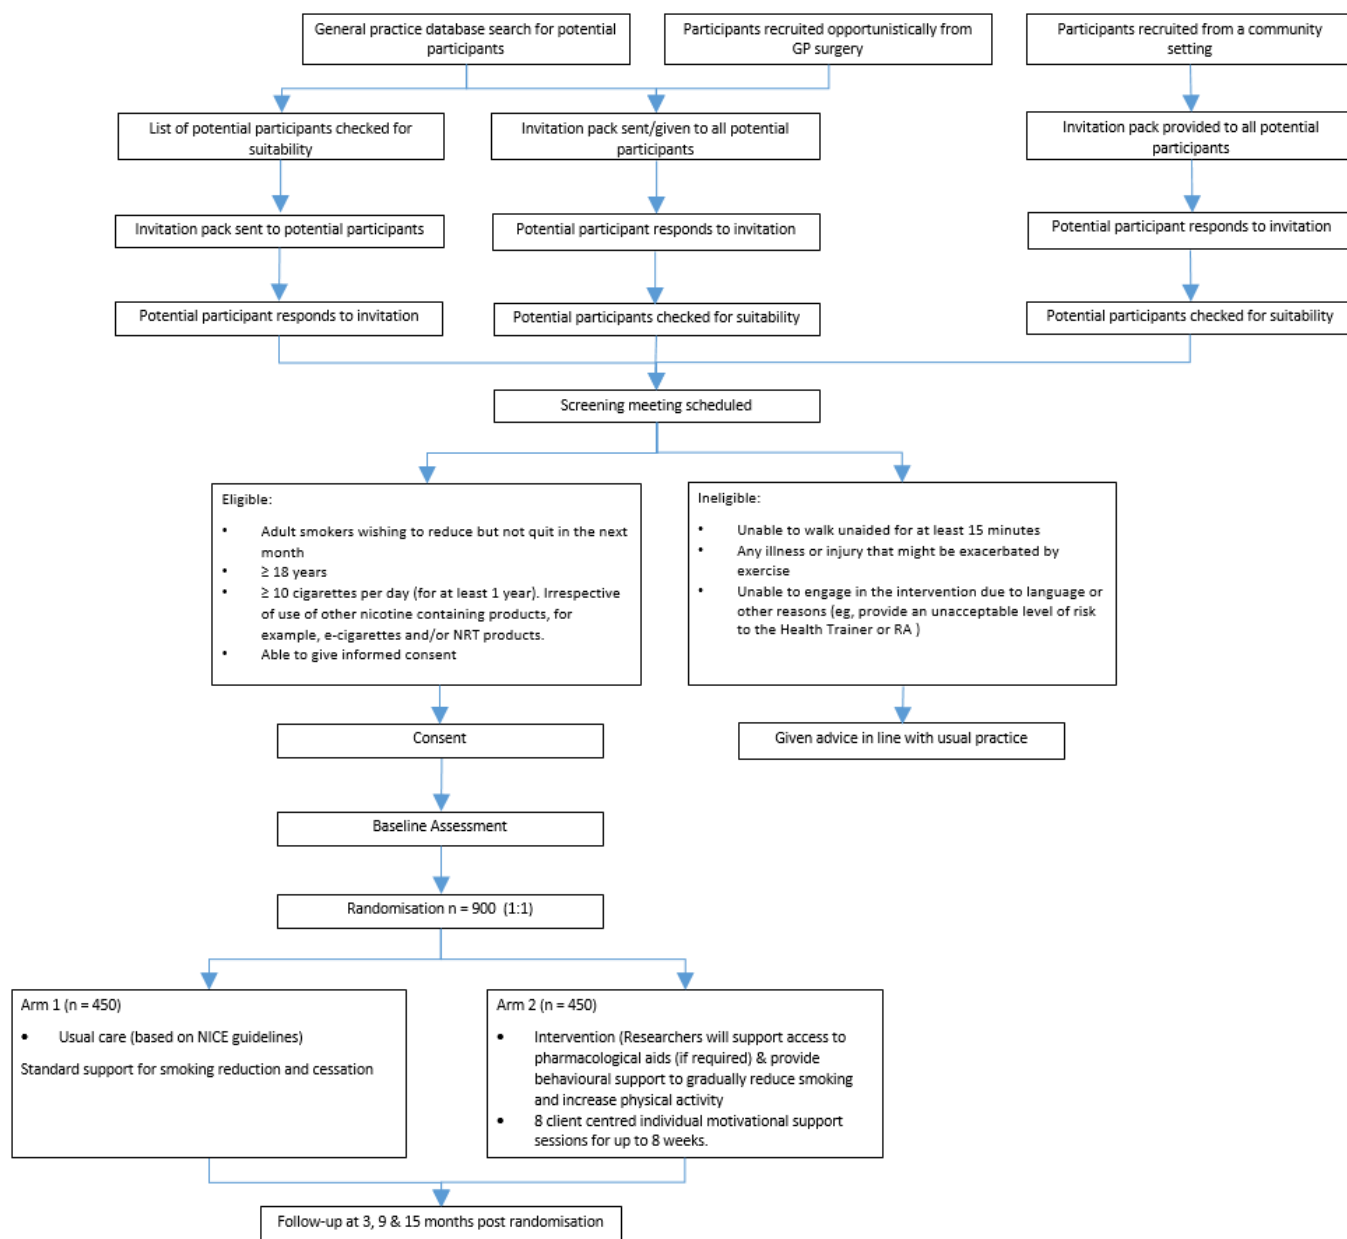 General practice database search for potential
participants
Participants recruited opportunistically from
GP surgery
Participants recruited from a community
setting
List of potential participants checked for
suitability
Invitation pack sent/given to all potential
participants
Invitation pack provided to all potential
participants
Invitation pack sent to potential participants
Potential participant responds to invitation
Potential participant responds to invitation
Potential participant responds to invitation
Potential participants checked for suitability
Potential participants checked for suitability
Screening meeting scheduled
Eligible:
• Adult smokers wishing to reduce but not quit in the next
month
• ≥ 18 years
• ≥ 10 cigarettes per day (for at least 1 year). Irrespective
of use of other nicotine containing products, for
example, e-cigarettes and/or NRT products.
• Able to give informed consent
Ineligible:
• Unable to walk unaided for at least 15 minutes
• Any illness or injury that might be exacerbated by
exercise
• Unable to engage in the intervention due to language or
other reasons (eg, provide an unacceptable level of risk
to the Health Trainer or RA )
Consent
Given advice in line with usual practice
Baseline Assessment
Randomisation n = 900 (1:1)
Arm 1 (n = 450)
• Usual care (based on NICE guidelines)
Standard support for smoking reduction and cessation
Arm 2 (n = 450)
• Intervention (Researchers will support access to
pharmacological aids (if required) & provide
behavioural support to gradually reduce smoking
and increase physical activity
• 8 client centred individual motivational support
sessions for up to 8 weeks.
Follow-up at 3, 9 & 15 months post randomisation